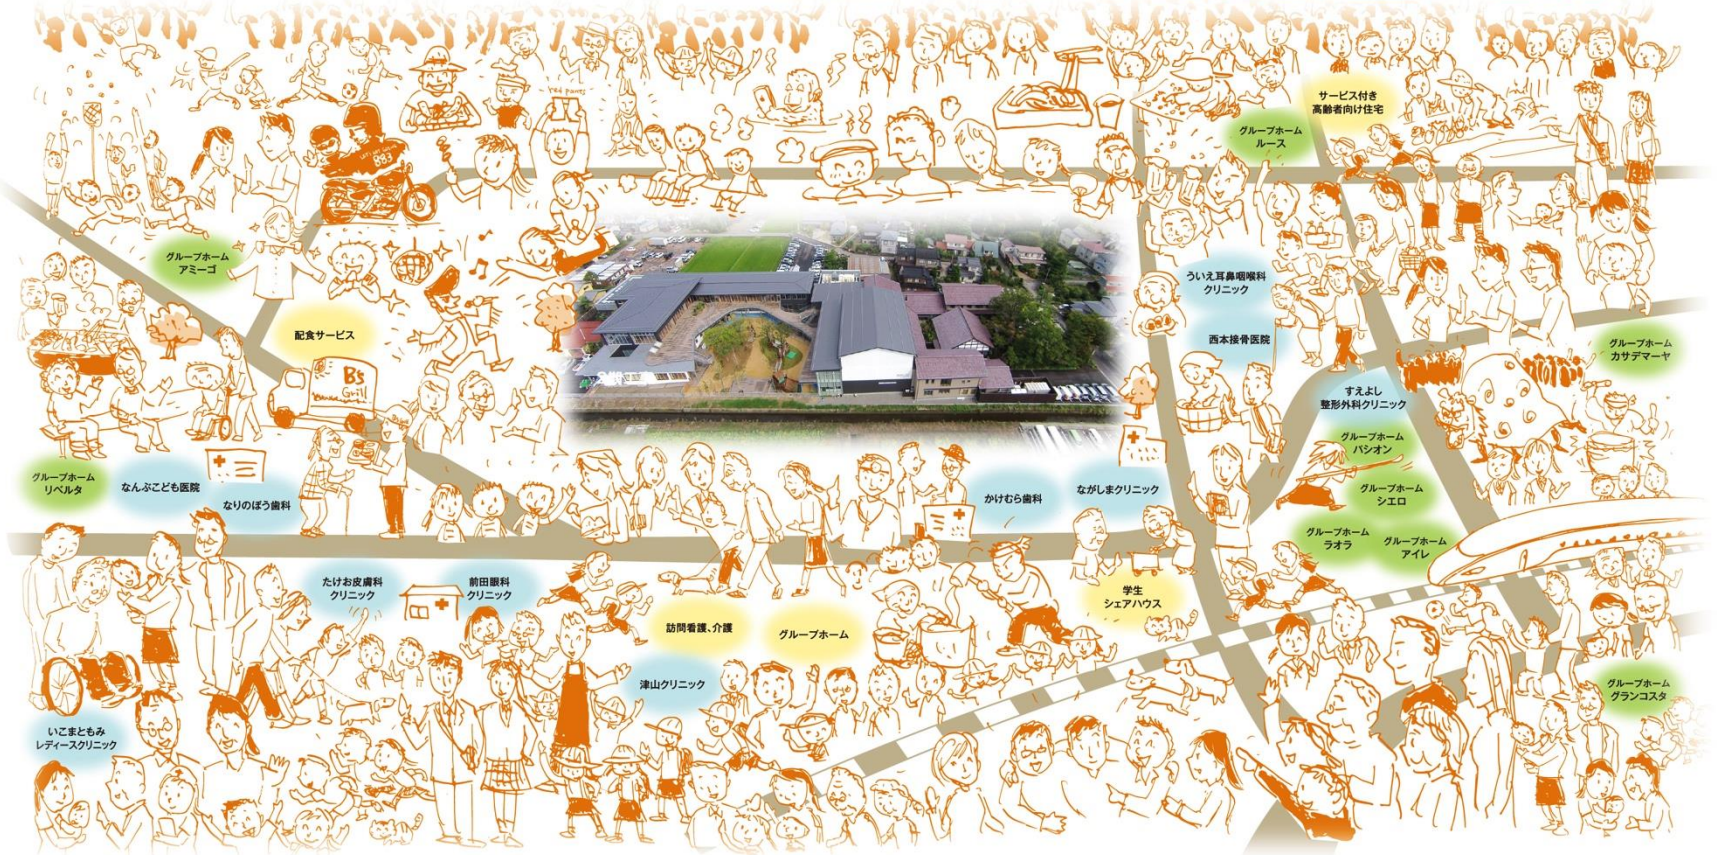 red pants
サービス付き
高齢者向け住宅
グループホーム
ルース
893
グループホーム
アミーゴ
ういえ耳鼻咽喉科
クリニック
配食サービス
西本接骨医院
グループホーム
カサデマーヤ
B's
Grill
すえよし
整形外科クリニック
グループホーム
パシオン
グループホーム
リベルタ
なんぶこども医院
なりのぼう歯科
かけむら歯科
ながしまクリニック
グループホーム
シエロ
グループホーム
ラオラ
グループホーム
アイレ
たけお皮膚科
クリニック
前田眼科
クリニック
学生
シェアハウス
訪問看護、介護
グループホーム
津山クリニック
グループホーム
グランコスタ
いこまともみ
レディースクリニック